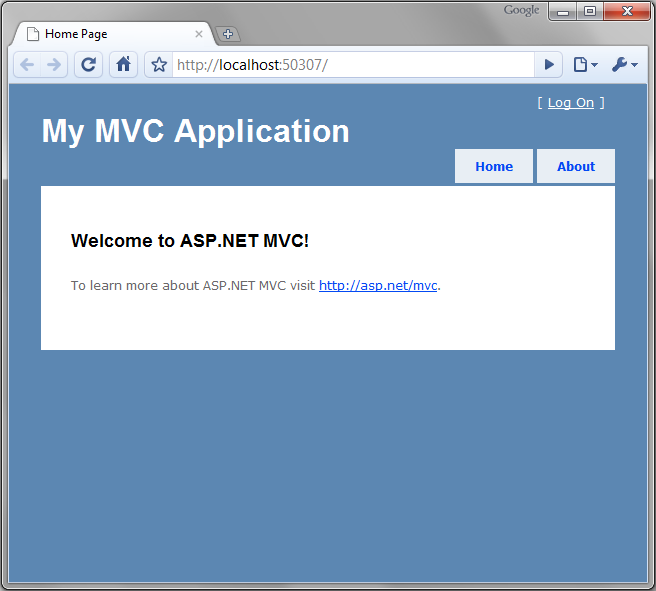 Google
Home Page
http://localhost:50307/
[ Log On ]
My MVC Application
Home About
Welcome to ASP.NET MVC!
To learn more about ASP.NET MVC visit http://asp.net/mvc.